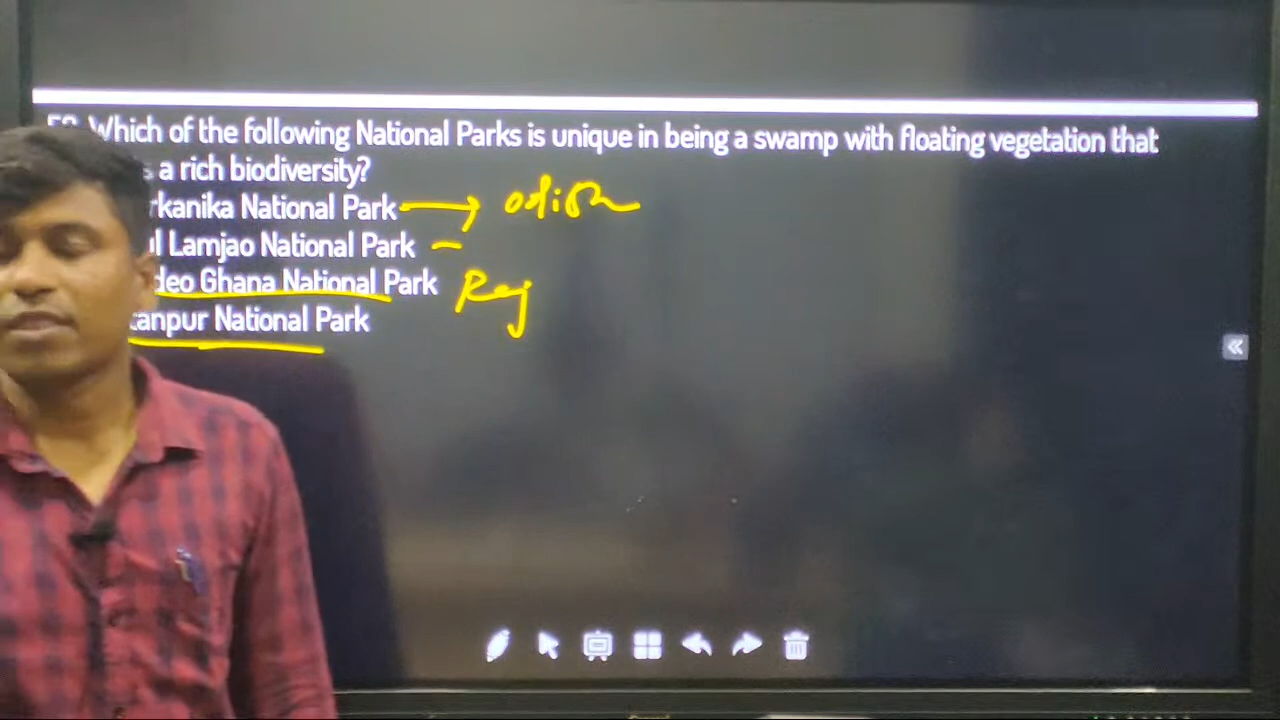 Which of the following National Parks is unique in being a swamp with floating vegetation that
s a rich biodiversity?
rkanika National Park → odisha
ul Lamjao National Park –
deo Ghana National Park Raj
tanpur National Park